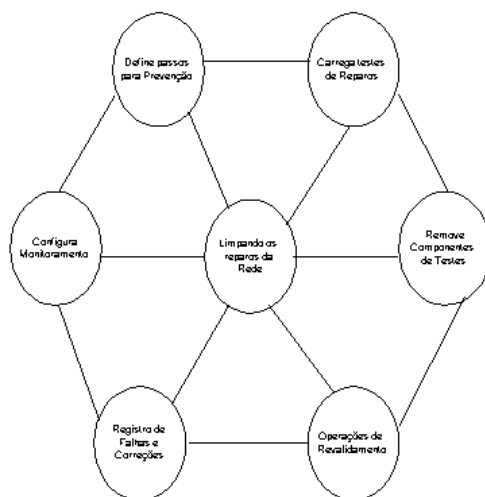 Define passos
para Prevenção
Carrega testes
de Reparos
Configura
Monitoramento
Limpando os
reparos da
Rede
Remove
Componentes
de Testes
Registro de
Falhas e
Correções
Operações de
Revalidamento